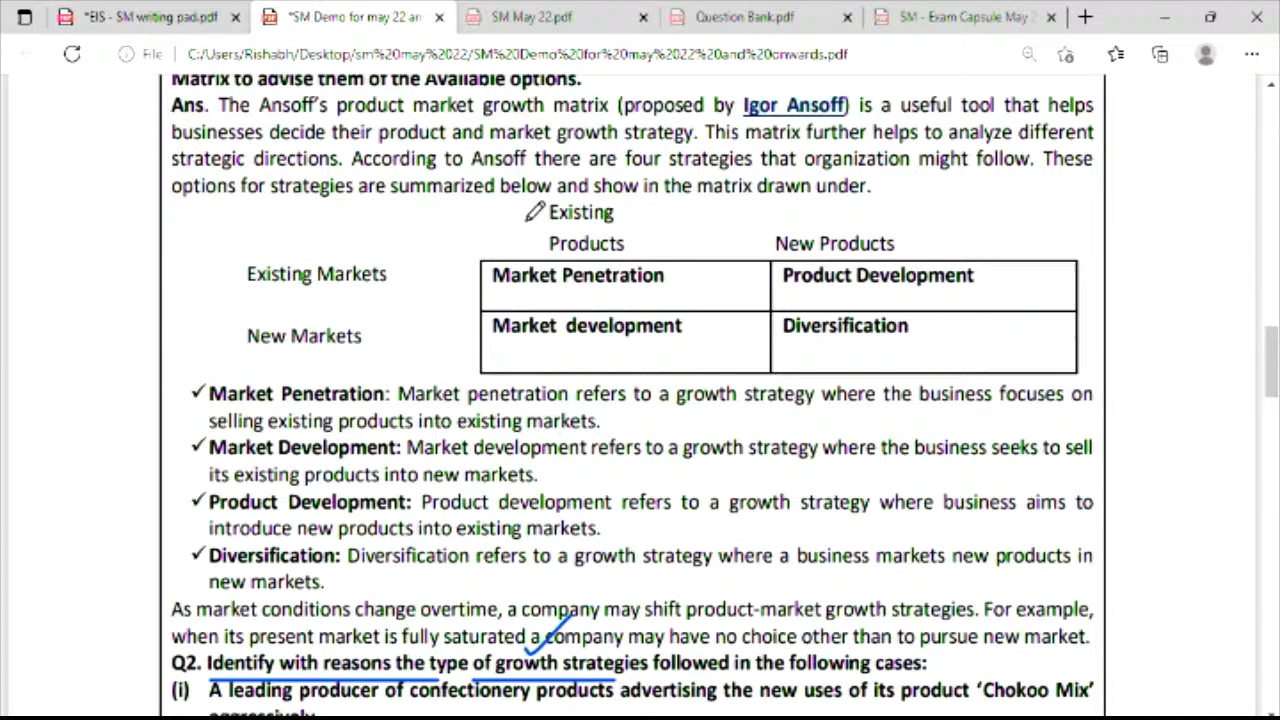 *EIS - SM writing pad.pdf
*SM Demo for may 22 an
SM May 22.pdf
Question Bank.pdf
SM - Exam Capsule May 2
File C:/Users/Rishabh/Desktop/sm%20may%2022/SM%20Demo%20for%20may%2022%20and%20onwards.pdf
Matrix to advise them of the Available options.
Ans. The Ansoff's product market growth matrix (proposed by Igor Ansoff) is a useful tool that helps
businesses decide their product and market growth strategy. This matrix further helps to analyze different
strategic directions. According to Ansoff there are four strategies that organization might follow. These
options for strategies are summarized below and show in the matrix drawn under.
Existing
Products New Products
Existing Markets Market Penetration Product Development
New Markets Market development Diversification
✓Market Penetration: Market penetration refers to a growth strategy where the business focuses on
selling existing products into existing markets.
✓Market Development: Market development refers to a growth strategy where the business seeks to sell
its existing products into new markets.
✓Product Development: Product development refers to a growth strategy where business aims to
introduce new products into existing markets.
✓Diversification: Diversification refers to a growth strategy where a business markets new products in
new markets.
As market conditions change overtime, a company may shift product-market growth strategies. For example,
when its present market is fully saturated a company may have no choice other than to pursue new market.
Q2. Identify with reasons the type of growth strategies followed in the following cases:
(i) A leading producer of confectionery products advertising the new uses of its product 'Chokoo Mix'
aggressively